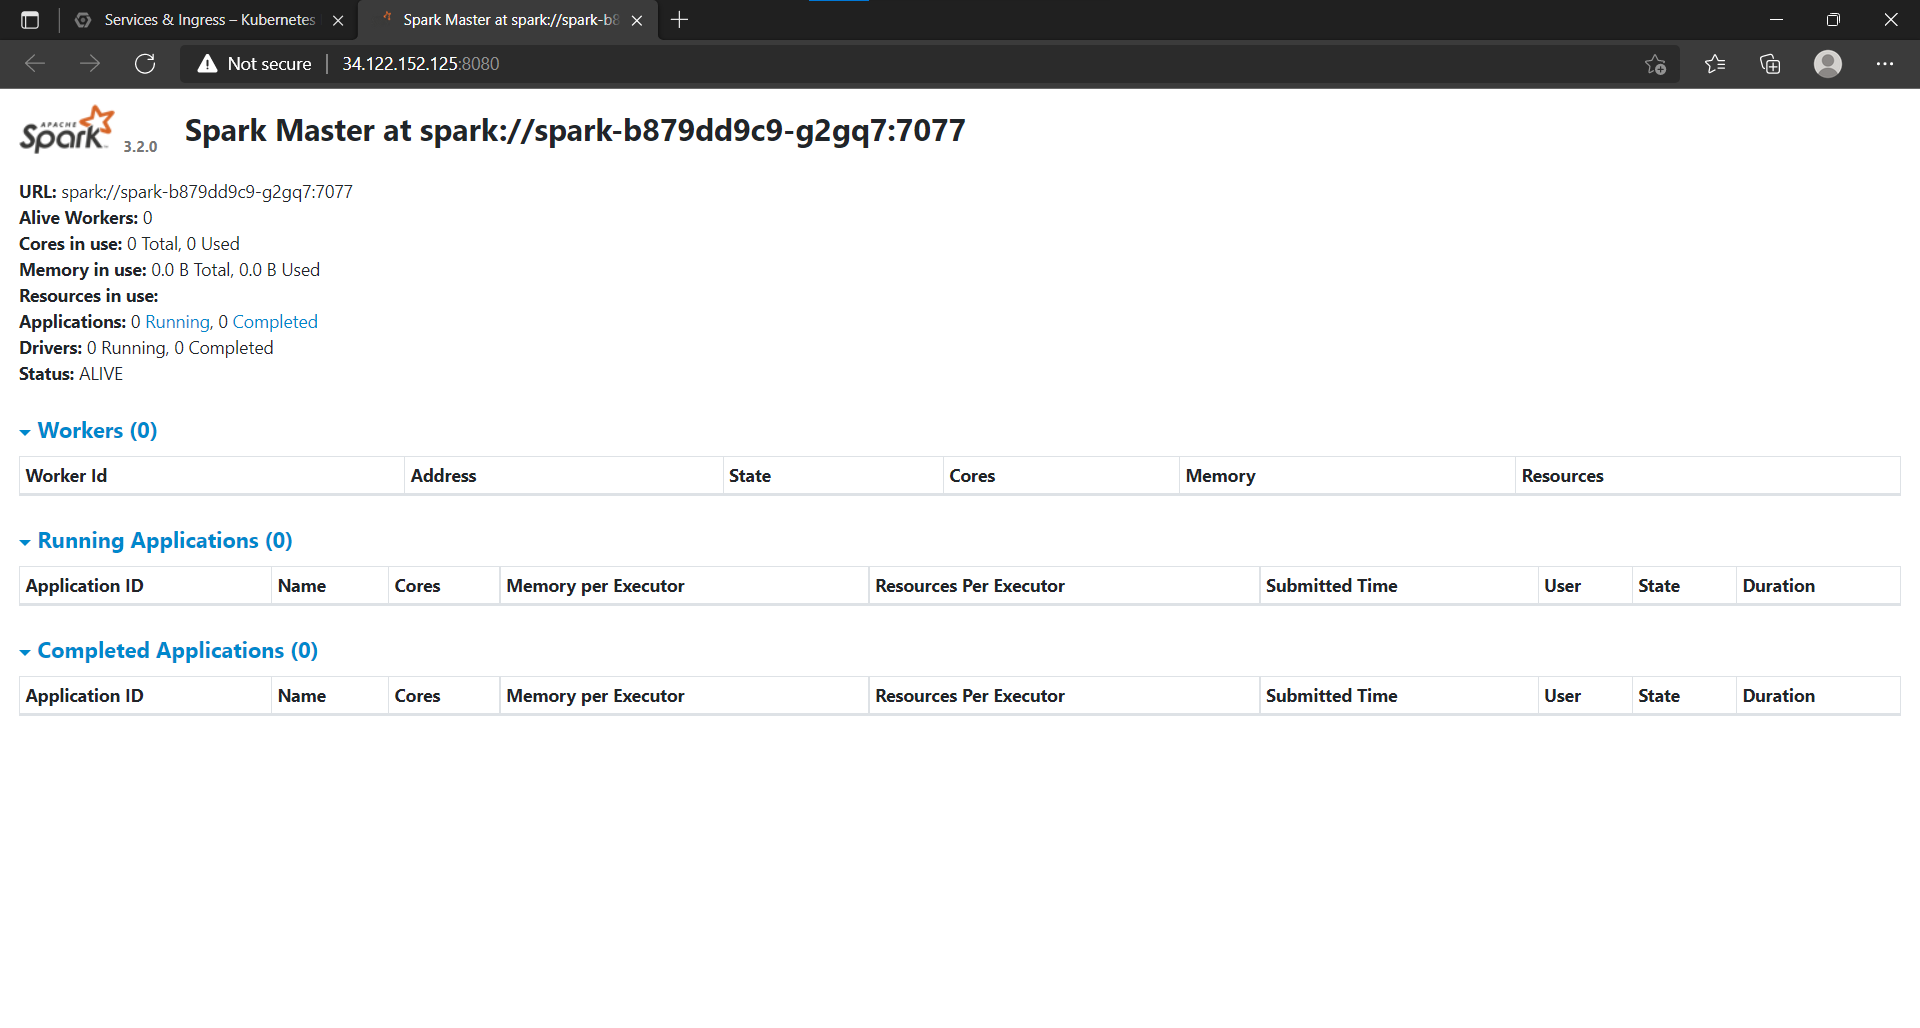 Services & Ingress – Kubernetes
Spark Master at spark://spark-b8
Not secure
34.122.152.125:8080
APACHE
Spark
3.2.0
Spark Master at spark://spark-b879dd9c9-g2gq7:7077
URL: spark://spark-b879dd9c9-g2gq7:7077
Alive Workers: 0
Cores in use: 0 Total, 0 Used
Memory in use: 0.0 B Total, 0.0 B Used
Resources in use:
Applications: 0 Running, 0 Completed
Drivers: 0 Running, 0 Completed
Status: ALIVE
Workers (0)
Worker Id Address State Cores Memory Resources
Running Applications (0)
Application ID Name Cores Memory per Executor Resources Per Executor Submitted Time User State Duration
Completed Applications (0)
Application ID Name Cores Memory per Executor Resources Per Executor Submitted Time User State Duration